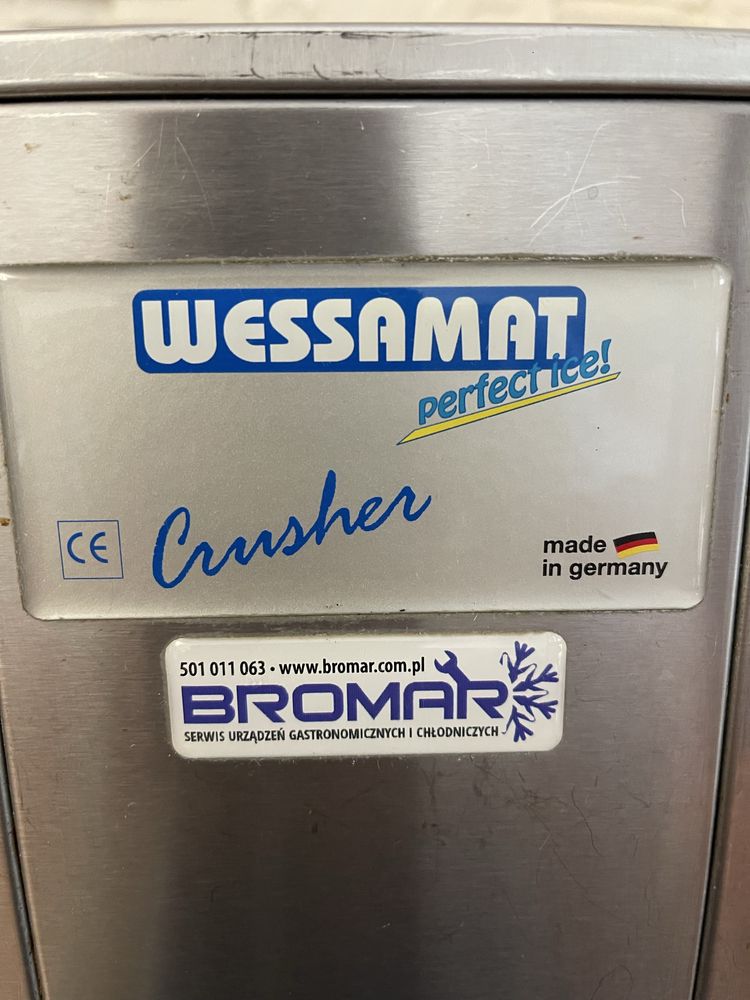 WESSAMAT
perfect ice!
CE
Crusher
made
in germany
501 011 063 • www.bromar.com.pl
BROMAR
SERWIS URZĄDZEŃ GASTRONOMICZNYCH I CHŁODNICZYCH